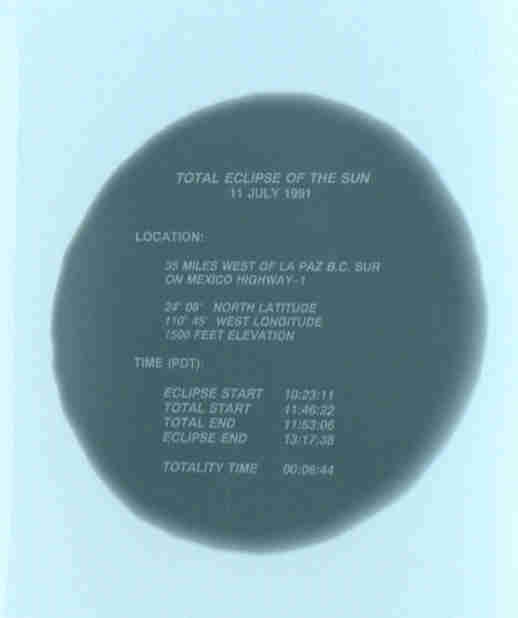 TOTAL ECLIPSE OF THE SUN
11 JULY 1991
LOCATION:
35 MILES WEST OF LA PAZ B.C. SUR
ON MEXICO HIGHWAY-1
24° 08' NORTH LATITUDE
110° 45' WEST LONGITUDE
1500 FEET ELEVATION
TIME (PDT):
ECLIPSE START 10:23:11
TOTAL START 11:46:22
TOTAL END 11:53:06
ECLIPSE END 13:17:38
TOTALITY TIME 00:06:44